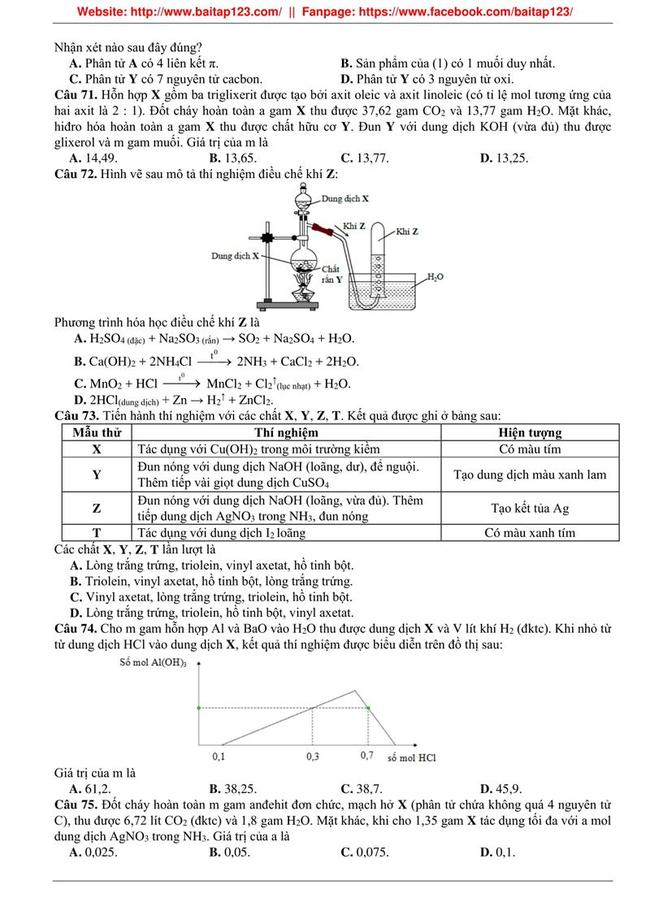 Website: http://www.baitap123.com/ || Fanpage: https://www.facebook.com/baitap123/
Nhận xét nào sau đây đúng?
A. Phân tử A có 4 liên kết π. B. Sản phẩm của (1) có 1 muối duy nhất.
C. Phân tử Y có 7 nguyên tử cacbon. D. Phân tử Y có 3 nguyên tử oxi.
Câu 71. Hỗn hợp X gồm ba triglixerit được tạo bởi axit oleic và axit linoleic (có tỉ lệ mol tương ứng của
hai axit là 2 : 1). Đốt cháy hoàn toàn a gam X thu được 37,62 gam CO2 và 13,77 gam H2O. Mặt khác,
hiđro hóa hoàn toàn a gam X thu được chất hữu cơ Y. Đun Y với dung dịch KOH (vừa đủ) thu được
glixerol và m gam muối. Giá trị của m là
A. 14,49. B. 13,65. C. 13,77. D. 13,25.
Câu 72. Hình vẽ sau mô tả thí nghiệm điều chế khí Z:
Dung dịch X
Khí Z
Khí Z
Dung dịch X
Chất
rắn Y
H2O
Phương trình hóa học điều chế khí Z là
A. H2SO4 (đặc) + Na2SO3 (rắn) → SO2 + Na2SO4 + H2O.
B. Ca(OH)2 + 2NH4Cl t0 → 2NH3 + CaCl2 + 2H2O.
C. MnO2 + HCl t0 → MnCl2 + Cl2↑(lục nhạt) + H2O.
D. 2HCl(dung dịch) + Zn → H2↑ + ZnCl2.
Câu 73. Tiến hành thí nghiệm với các chất X, Y, Z, T. Kết quả được ghi ở bảng sau:
Mẫu thử Thí nghiệm Hiện tượng
X Tác dụng với Cu(OH)2 trong môi trường kiềm Có màu tím
Y Đun nóng với dung dịch NaOH (loãng, dư), để nguội. Tạo dung dịch màu xanh lam
Thêm tiếp vài giọt dung dịch CuSO4
Z Đun nóng với dung dịch NaOH (loãng, vừa đủ). Thêm Tạo kết tủa Ag
tiếp dung dịch AgNO3 trong NH3, đun nóng
T Tác dụng với dung dịch I2 loãng Có màu xanh tím
Các chất X, Y, Z, T lần lượt là
A. Lòng trắng trứng, triolein, vinyl axetat, hồ tinh bột.
B. Triolein, vinyl axetat, hồ tinh bột, lòng trắng trứng.
C. Vinyl axetat, lòng trắng trứng, triolein, hồ tinh bột.
D. Lòng trắng trứng, triolein, hồ tinh bột, vinyl axetat.
Câu 74. Cho m gam hỗn hợp Al và BaO vào H2O thu được dung dịch X và V lít khí H2 (đktc). Khi nhỏ từ
từ dung dịch HCl vào dung dịch X, kết quả thí nghiệm được biểu diễn trên đồ thị sau:
Số mol Al(OH)3
0,1 0,3 0,7 số mol HCl
Giá trị của m là
A. 61,2. B. 38,25. C. 38,7. D. 45,9.
Câu 75. Đốt cháy hoàn toàn m gam anđehit đơn chức, mạch hở X (phân tử chứa không quá 4 nguyên tử
C), thu được 6,72 lít CO2 (đktc) và 1,8 gam H2O. Mặt khác, khi cho 1,35 gam X tác dụng tối đa với a mol
dung dịch AgNO3 trong NH3. Giá trị của a là
A. 0,025. B. 0,05. C. 0,075. D. 0,1.